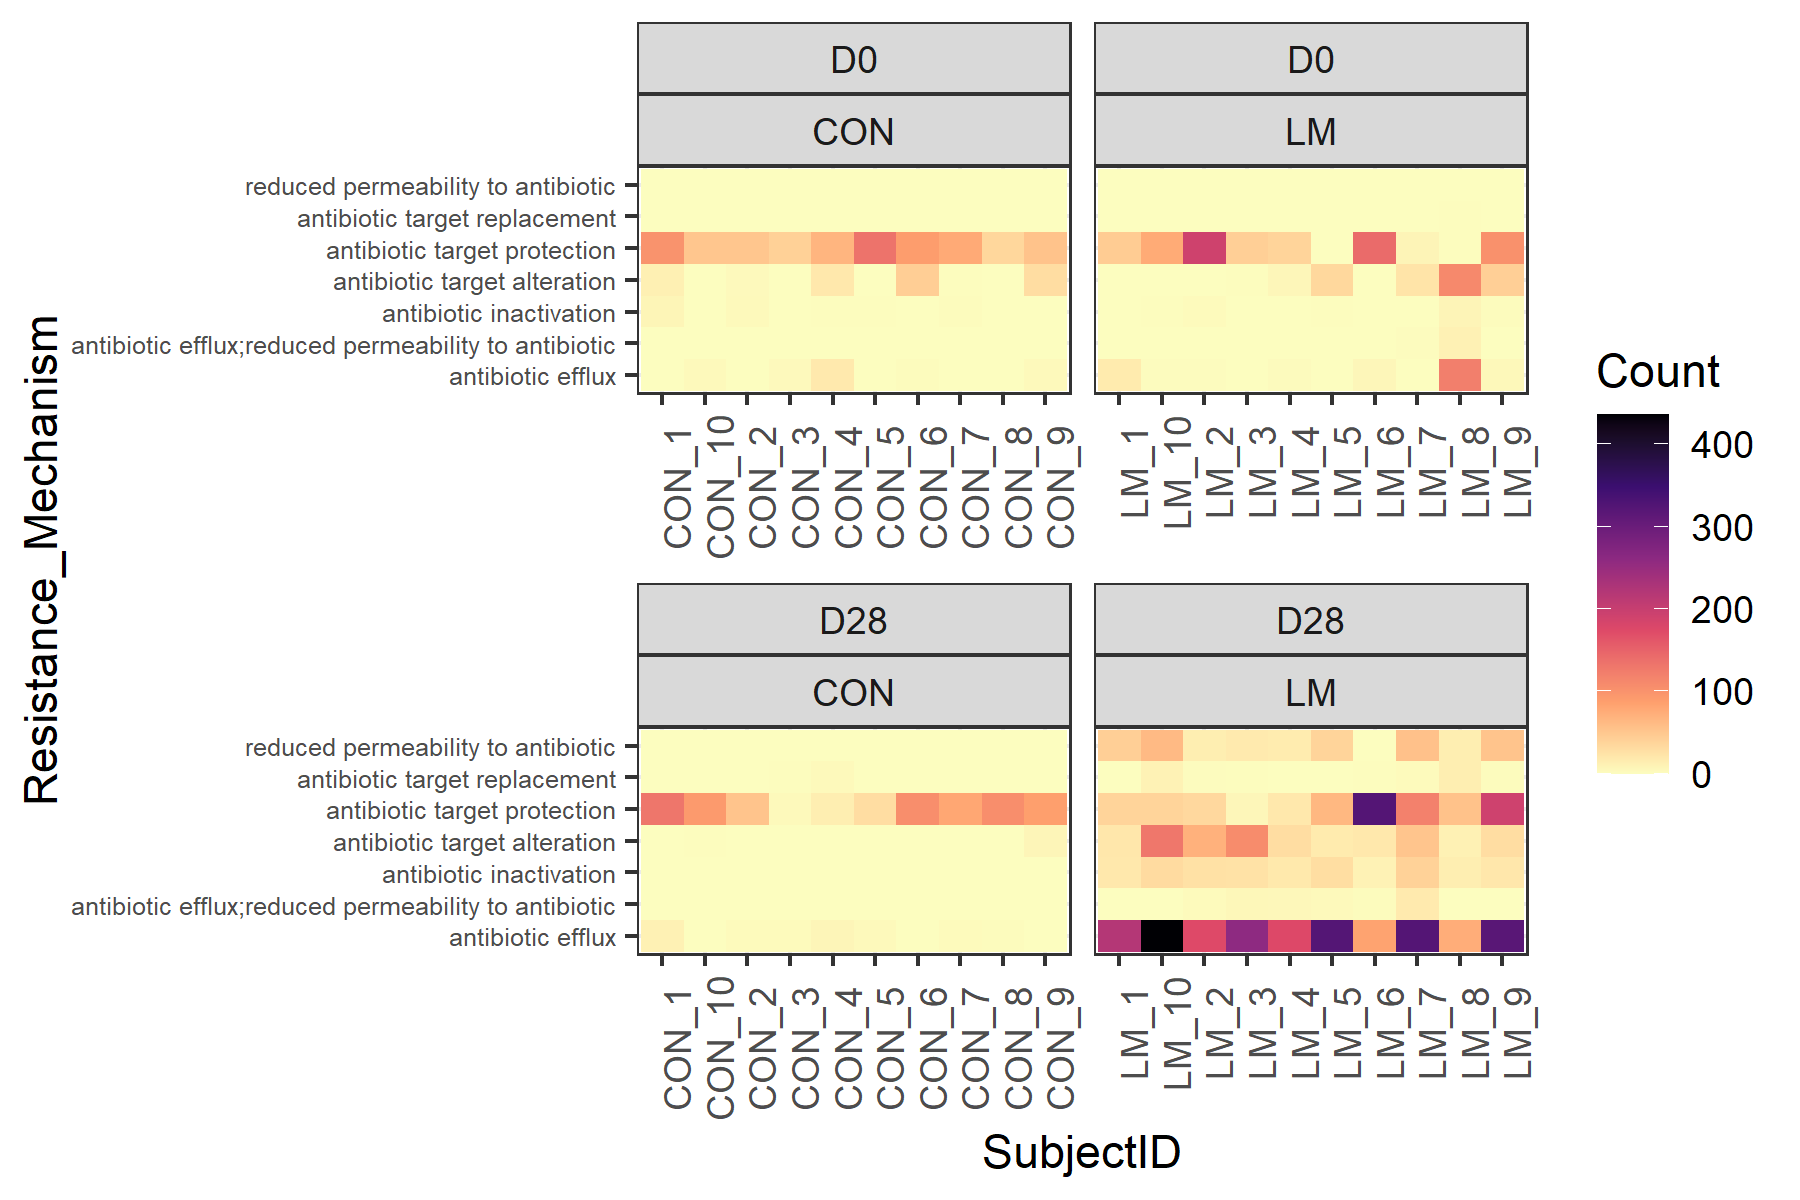 D0
D0
CON
LM
reduced permeability to antibiotic
antibiotic target replacement
antibiotic target protection
antibiotic target alteration
antibiotic inactivation
antibiotic efflux;reduced permeability to antibiotic
antibiotic efflux
CON_1
CON_10
CON_2
CON_3
CON_4
CON_5
CON_6
CON_7
CON_8
CON_9
LM_1
LM_10
LM_2
LM_3
LM_4
LM_5
LM_6
LM_7
LM_8
LM_9
D28
D28
CON
LM
reduced permeability to antibiotic
antibiotic target replacement
antibiotic target protection
antibiotic target alteration
antibiotic inactivation
antibiotic efflux;reduced permeability to antibiotic
antibiotic efflux
CON_1
CON_10
CON_2
CON_3
CON_4
CON_5
CON_6
CON_7
CON_8
CON_9
LM_1
LM_10
LM_2
LM_3
LM_4
LM_5
LM_6
LM_7
LM_8
LM_9
SubjectID
Resistance_Mechanism
Count
400
300
200
100
0